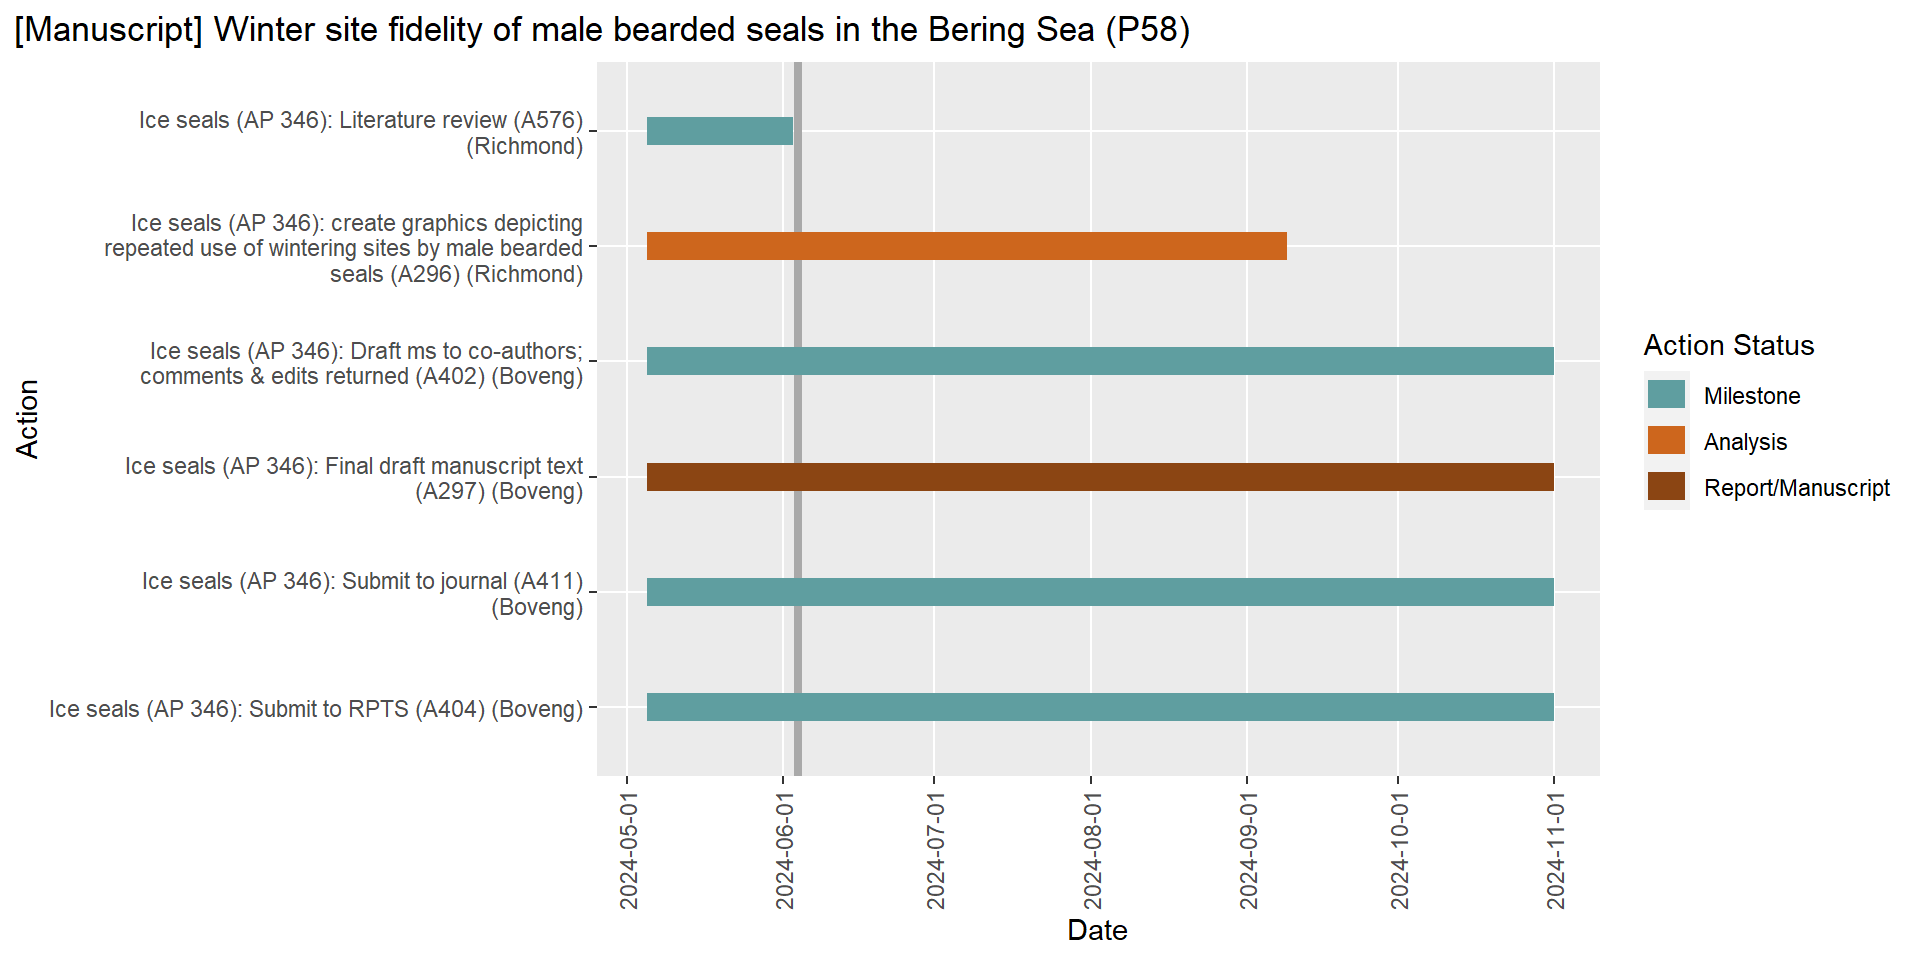 [Manuscript] Winter site fidelity of male bearded seals in the Bering Sea (P58)
Ice seals (AP 346): Literature review (A576)
(Richmond)
Ice seals (AP 346): create graphics depicting
repeated use of wintering sites by male bearded
seals (A296) (Richmond)
Ice seals (AP 346): Draft ms to co-authors;
comments & edits returned (A402) (Boveng)
Ice seals (AP 346): Final draft manuscript text
(A297) (Boveng)
Ice seals (AP 346): Submit to journal (A411)
(Boveng)
Ice seals (AP 346): Submit to RPTS (A404) (Boveng)
Action
2024-05-01
2024-06-01
2024-07-01
2024-08-01
2024-09-01
2024-10-01
2024-11-01
Date
Action Status
Milestone
Analysis
Report/Manuscript